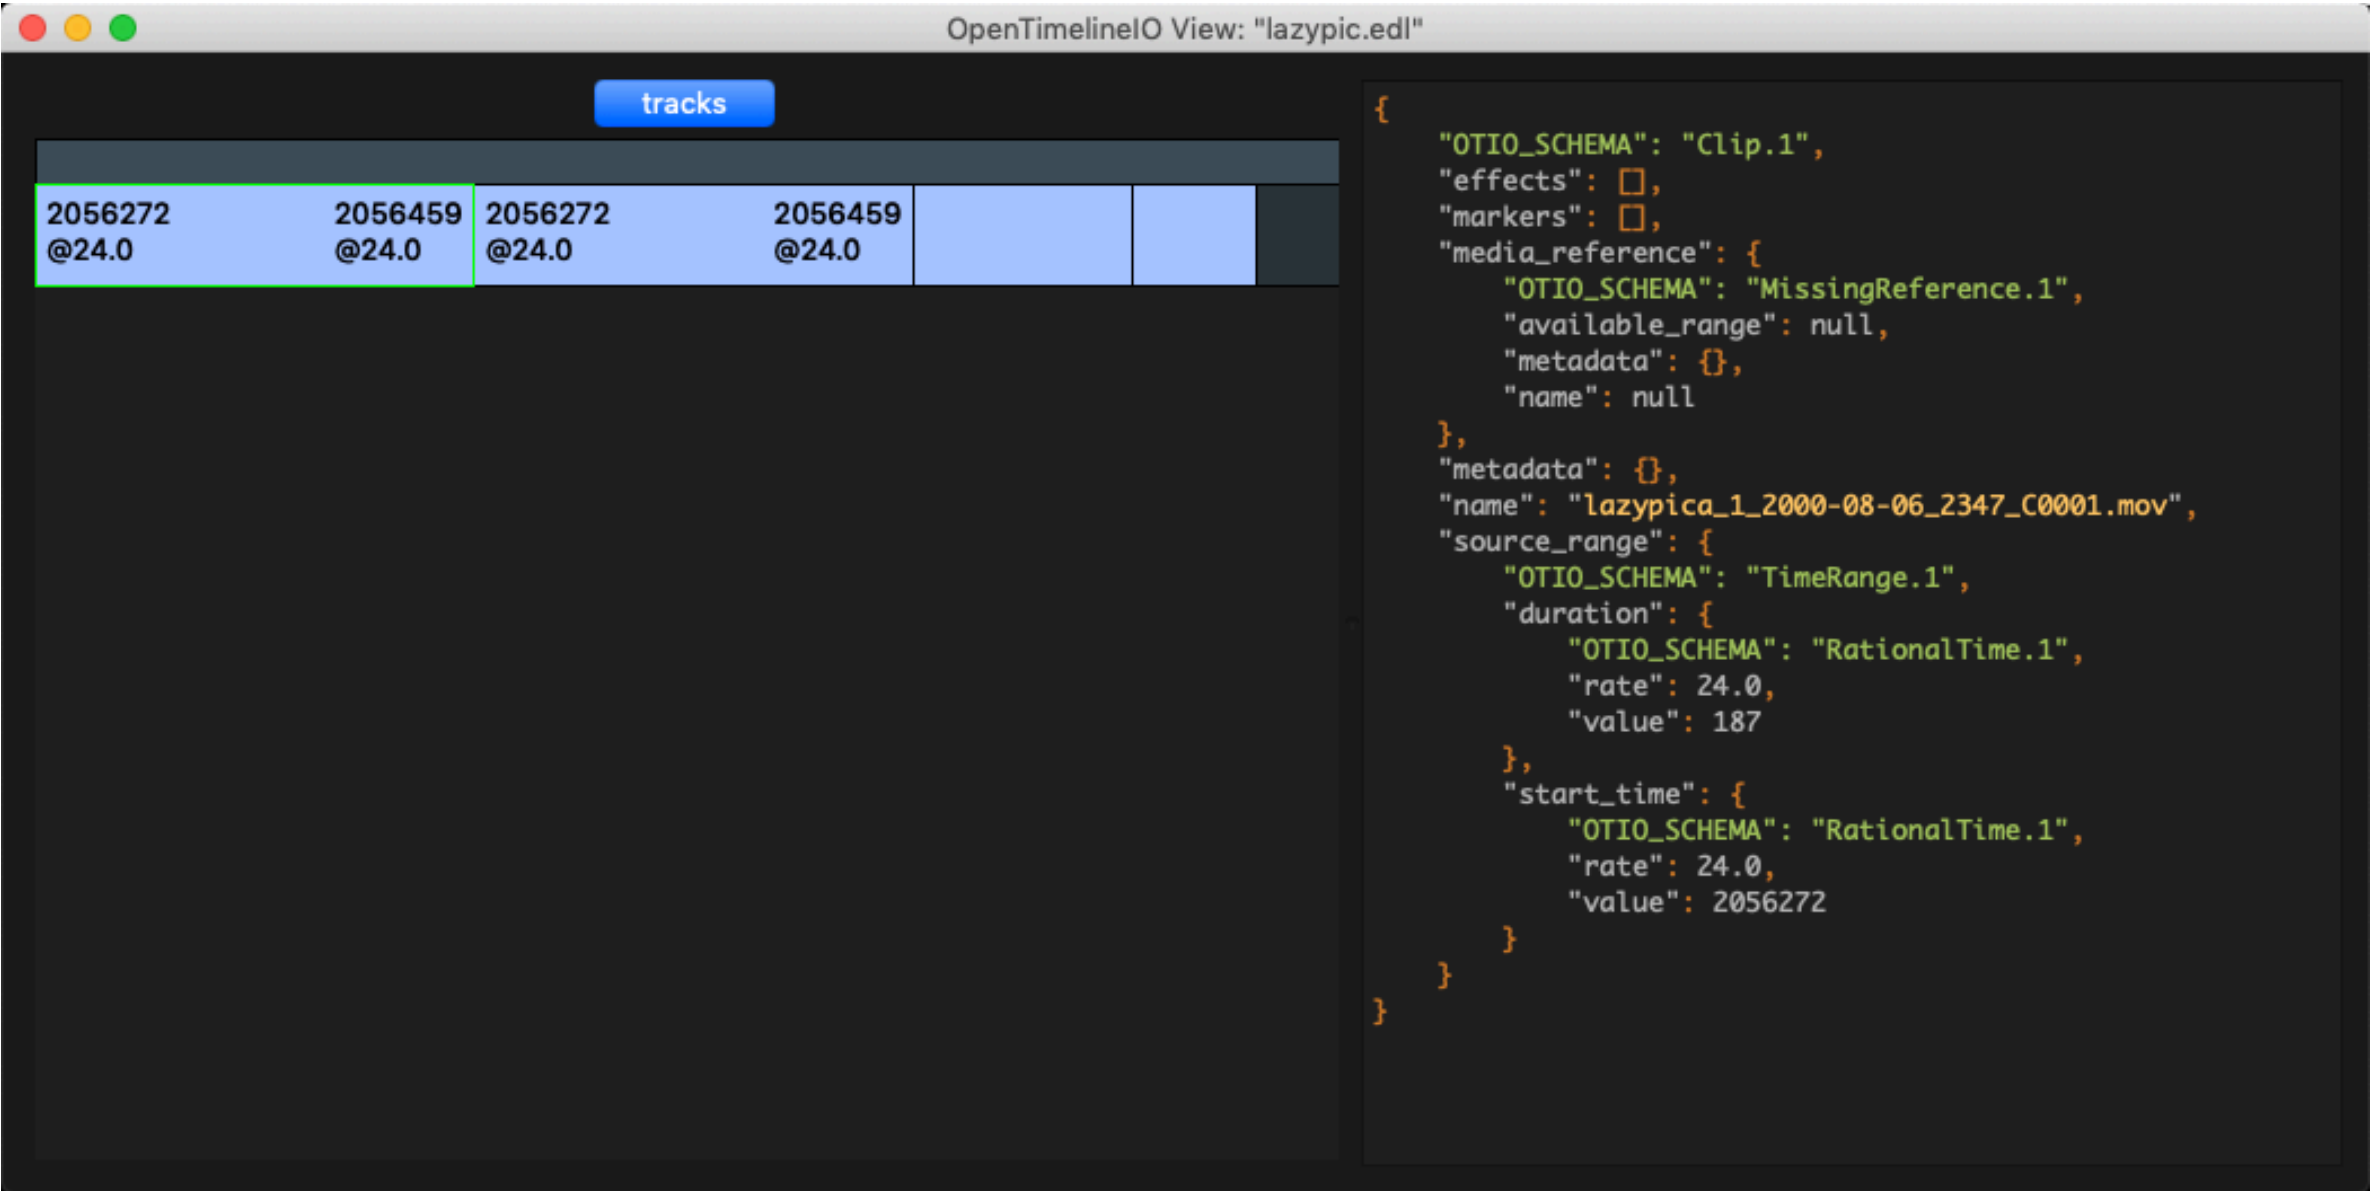 OpenTimelineIO View: "lazypic.edl"
tracks
2056272 2056459 2056272 2056459
@24.0 @24.0 @24.0 @24.0
{
    "OTIO_SCHEMA": "Clip.1",
    "effects": [],
    "markers": [],
    "media_reference": {
        "OTIO_SCHEMA": "MissingReference.1",
        "available_range": null,
        "metadata": {},
        "name": null
    },
    "metadata": {},
    "name": "lazypica_1_2000-08-06_2347_C0001.mov",
    "source_range": {
        "OTIO_SCHEMA": "TimeRange.1",
        "duration": {
            "OTIO_SCHEMA": "RationalTime.1",
            "rate": 24.0,
            "value": 187
        },
        "start_time": {
            "OTIO_SCHEMA": "RationalTime.1",
            "rate": 24.0,
            "value": 2056272
        }
    }
}